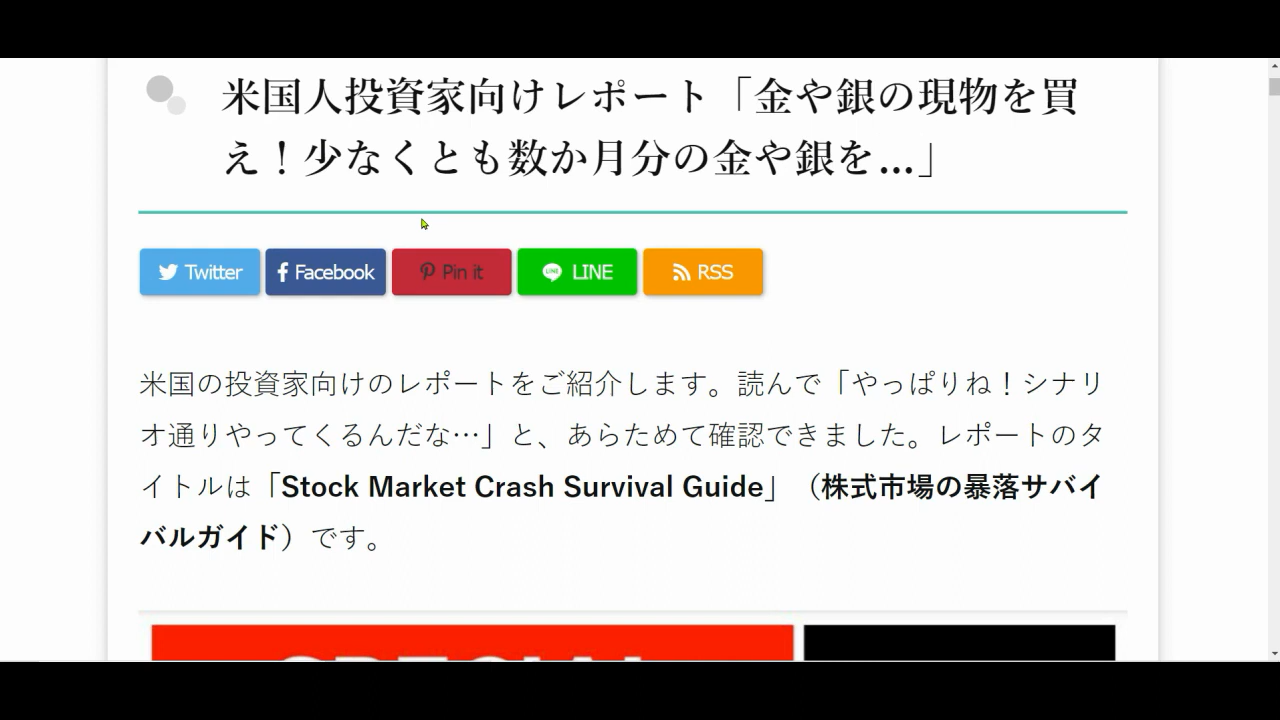 米国人投資家向けレポート「金や銀の現物を買
え！少なくとも数か月分の金や銀を…」
Twitter Facebook Pin it LINE RSS
米国の投資家向けのレポートをご紹介します。読んで「やっぱりね！シナリ
オ通りやってくるんだな…」と、あらためて確認できました。レポートのタ
イトルは「Stock Market Crash Survival Guide」（株式市場の暴落サバイ
バルガイド）です。